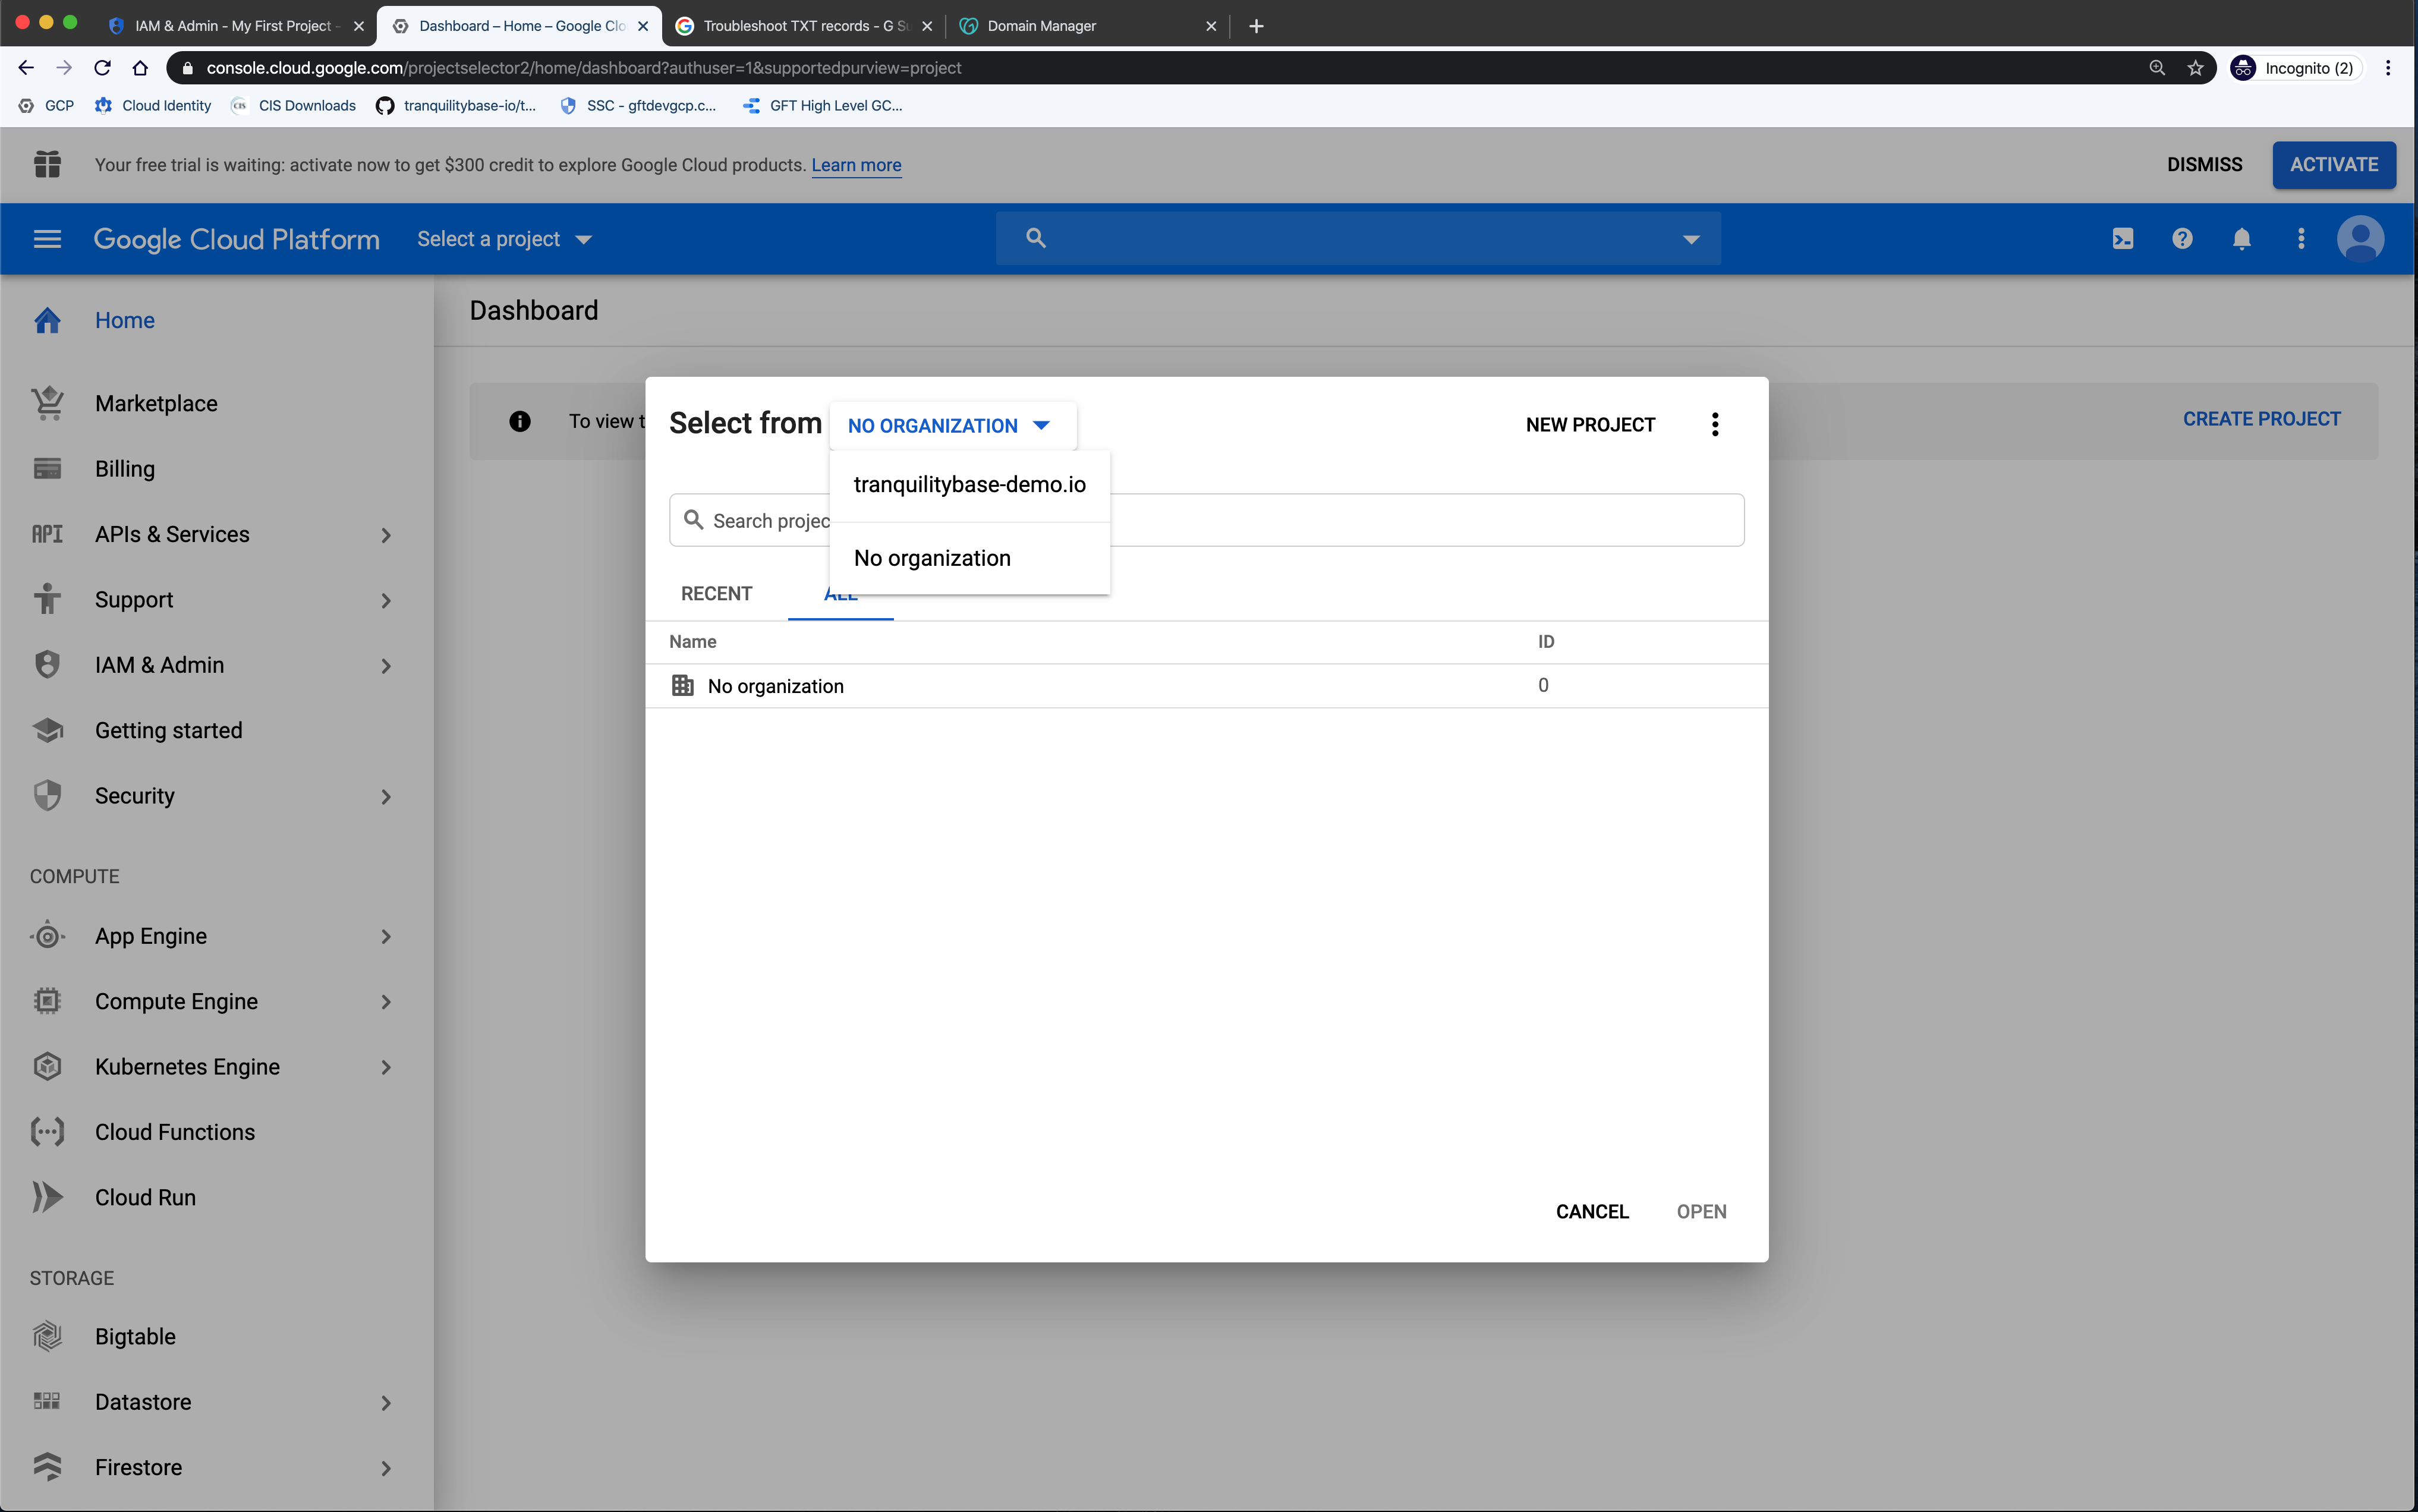 IAM & Admin - My First Project -
Dashboard – Home – Google Clo
Troubleshoot TXT records - G Su
Domain Manager
console.cloud.google.com/projectselector2/home/dashboard?authuser=1&supportedpurview=project
Incognito (2)
GCP
Cloud Identity
CIS
CIS Downloads
tranquilitybase-io/t...
SSC - gftdevgcp.c...
GFT High Level GC...
Your free trial is waiting: activate now to get $300 credit to explore Google Cloud products. Learn more
DISMISS
ACTIVATE
Google Cloud Platform
Select a project
Home
Marketplace
Billing
API
APIs & Services
Support
IAM & Admin
Getting started
Security
COMPUTE
App Engine
Compute Engine
Kubernetes Engine
Cloud Functions
Cloud Run
STORAGE
Bigtable
Datastore
Firestore
Dashboard
To view t
CREATE PROJECT
Select from
NO ORGANIZATION
NEW PROJECT
tranquilitybase-demo.io
No organization
Search projec
RECENT
ALL
Name
ID
No organization
0
CANCEL
OPEN